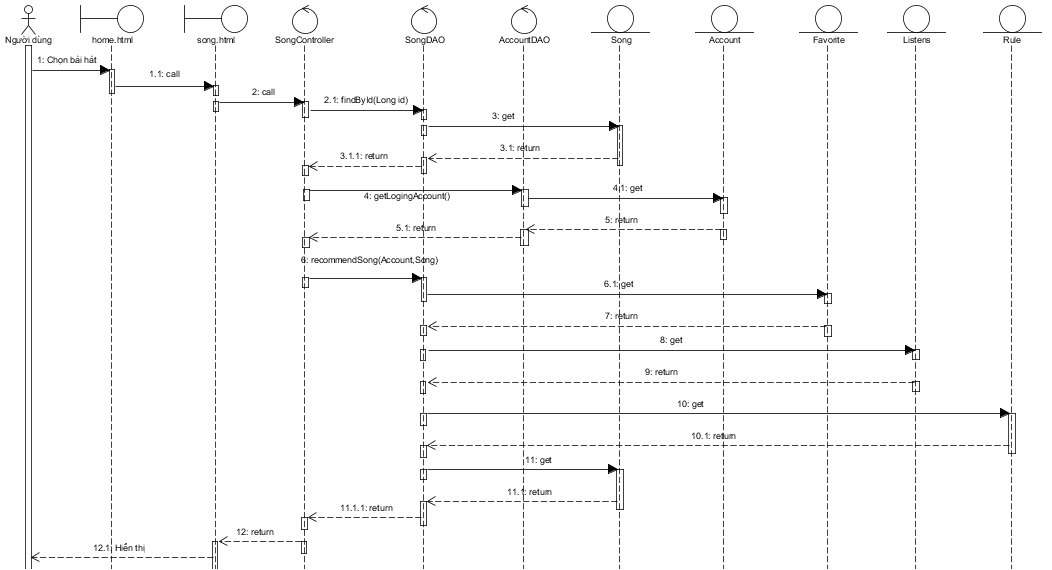 Người dùng
home.html
song.html
SongController
SongDAO
AccountDAO
Song
Account
Favorite
Listens
Rule
1: Chọn bài hát
1.1: call
2: call
2.1: findById(Long id)
3: get
3.1: return
3.1.1: return
4: getLogingAccount()
4.1: get
5: return
5.1: return
6: recommendSong(Account,Song)
6.1: get
7: return
8: get
9: return
10: get
10.1: return
11: get
11.1: return
11.1.1: return
12: return
12.1: Hiển thị